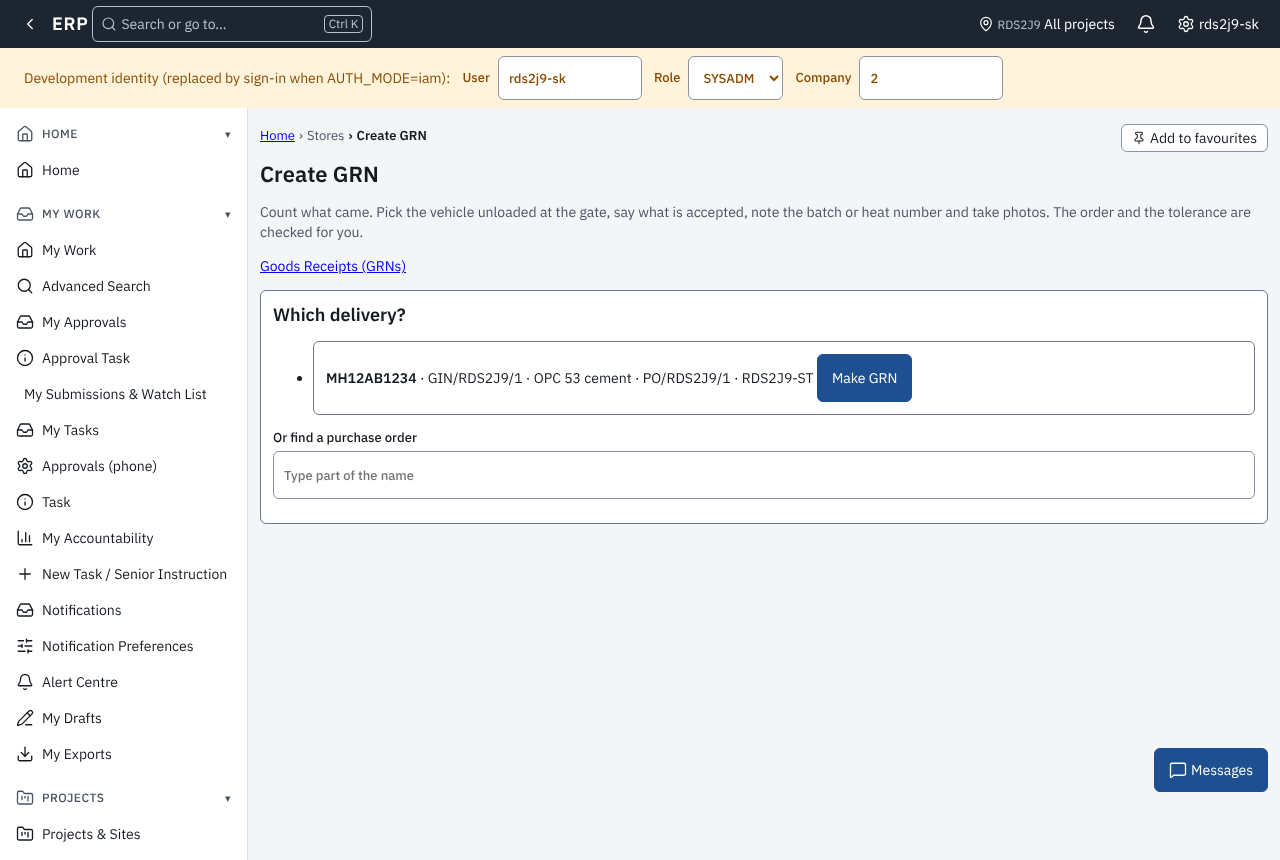 ERP
Search or go to...
Ctrl K
RDS2J9 All projects
rds2j9-sk
Development identity (replaced by sign-in when AUTH_MODE=iam):
User
rds2j9-sk
Role
SYSADM
Company
2
HOME
Home
MY WORK
My Work
Advanced Search
My Approvals
Approval Task
My Submissions & Watch List
My Tasks
Approvals (phone)
Task
My Accountability
New Task / Senior Instruction
Notifications
Notification Preferences
Alert Centre
My Drafts
My Exports
PROJECTS
Projects & Sites
Home › Stores › Create GRN
Add to favourites
Create GRN
Count what came. Pick the vehicle unloaded at the gate, say what is accepted, note the batch or heat number and take photos. The order and the tolerance are
checked for you.
Goods Receipts (GRNs)
Which delivery?
MH12AB1234 · GIN/RDS2J9/1 · OPC 53 cement · PO/RDS2J9/1 · RDS2J9-ST
Make GRN
Or find a purchase order
Type part of the name
Messages